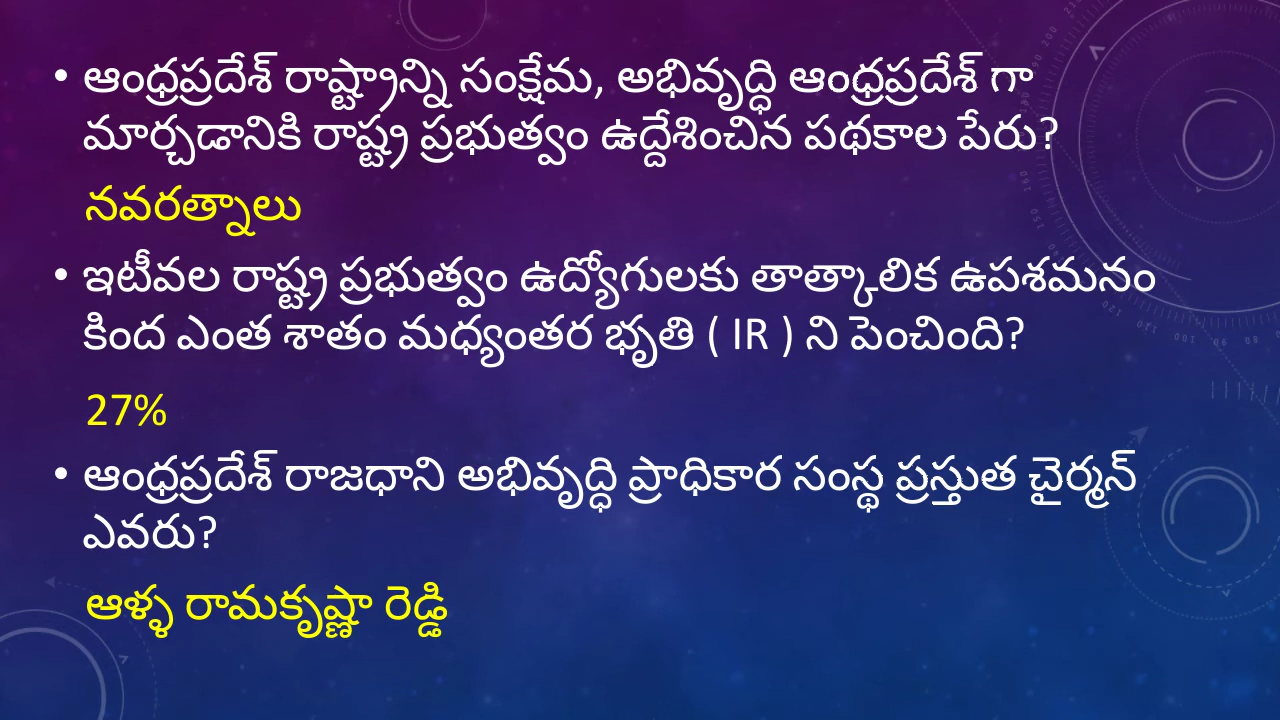 • ఆంధ్రప్రదేశ్ రాష్ట్రాన్ని సంక్షేమ, అభివృద్ధి ఆంధ్రప్రదేశ్ గా
మార్చడానికి రాష్ట్ర ప్రభుత్వం ఉద్దేశించిన పథకాల పేరు?
నవరత్నాలు
• ఇటీవల రాష్ట్ర ప్రభుత్వం ఉద్యోగులకు తాత్కాలిక ఉపశమనం
కింద ఎంత శాతం మధ్యంతర భృతి ( IR ) ని పెంచింది?
27%
• ఆంధ్రప్రదేశ్ రాజధాని అభివృద్ధి ప్రాధికార సంస్థ ప్రస్తుత చైర్మన్
ఎవరు?
ఆళ్ళ రామకృష్ణా రెడ్డి